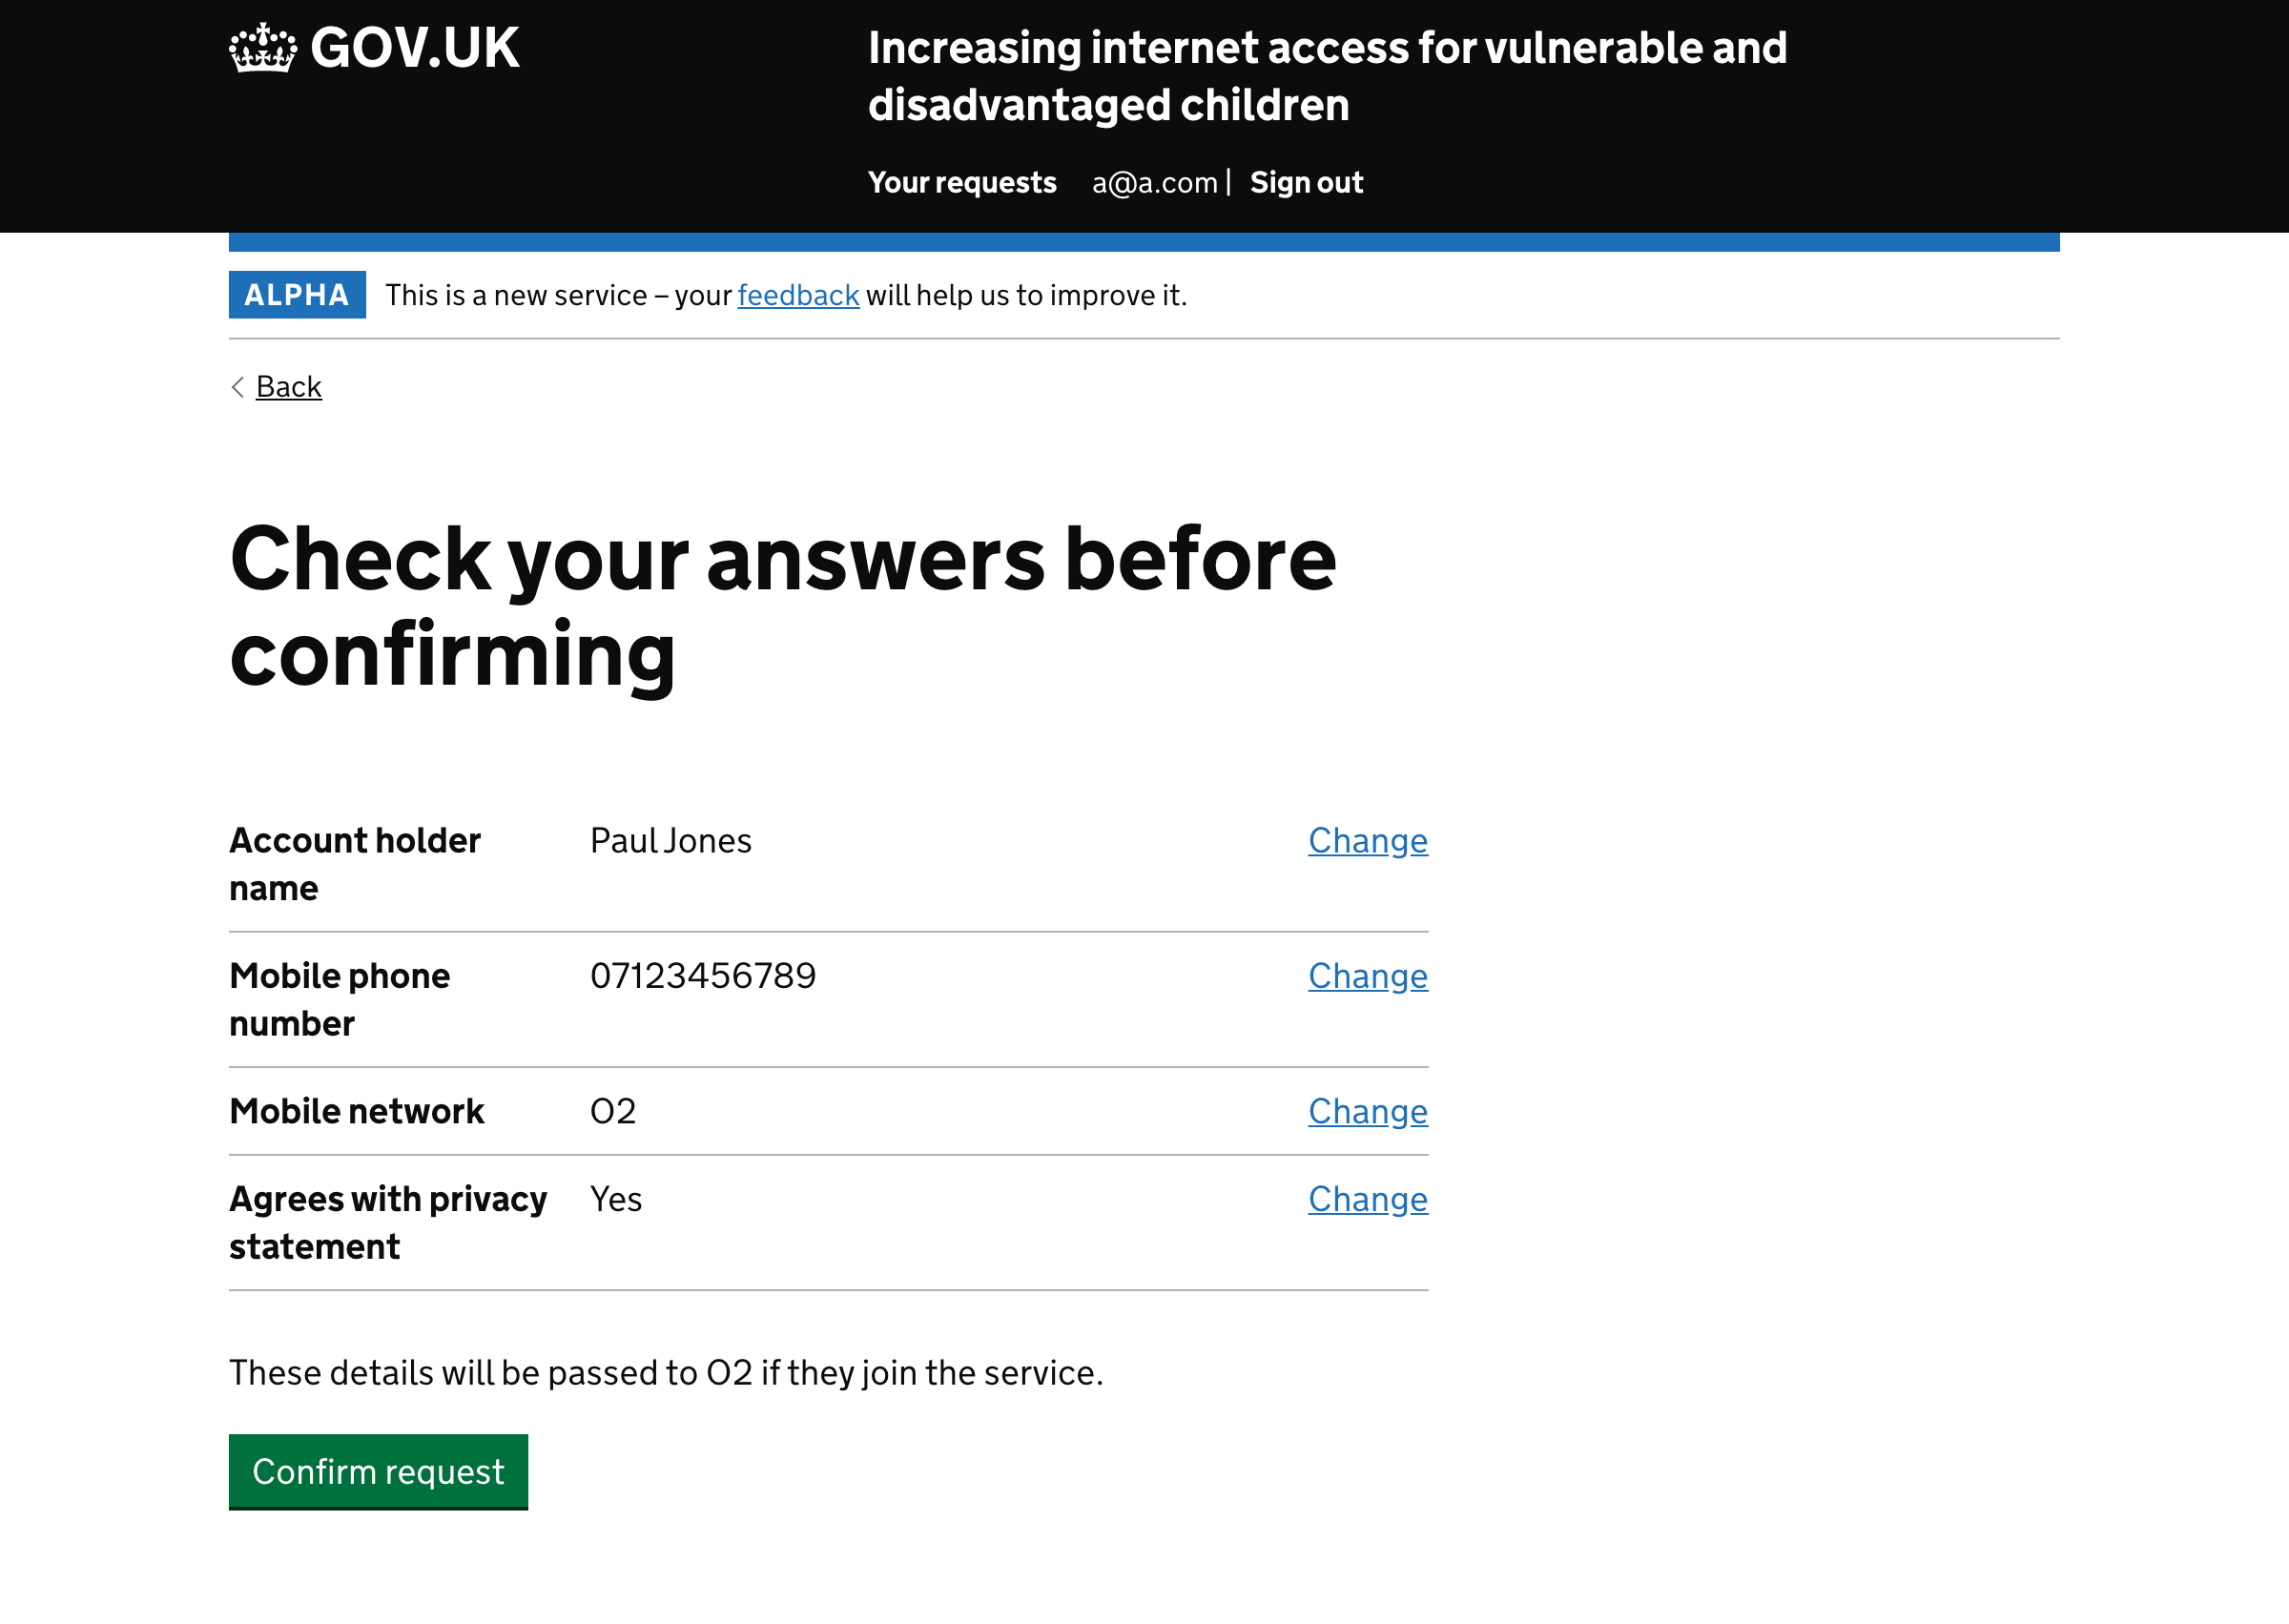 GOV.UK
Increasing internet access for vulnerable and
disadvantaged children
Your requests a@a.com | Sign out
ALPHA This is a new service – your feedback will help us to improve it.
Back
Check your answers before
confirming
Account holder name Paul Jones Change
Mobile phone number 07123456789 Change
Mobile network O2 Change
Agrees with privacy statement Yes Change
These details will be passed to O2 if they join the service.
Confirm request